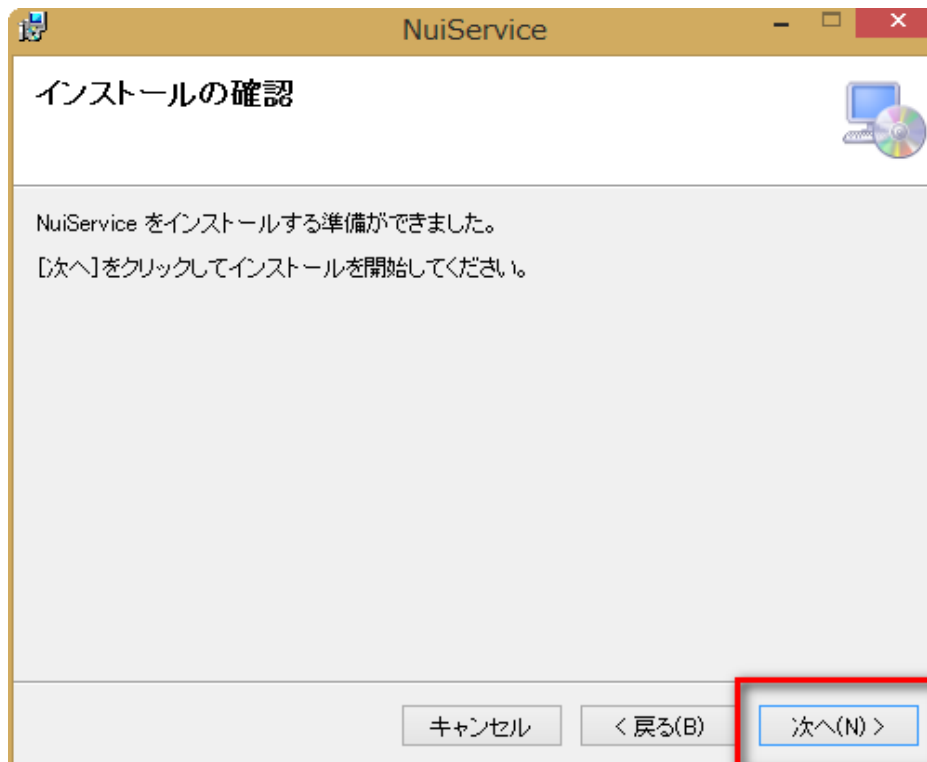 NuiService
インストールの確認
NuiService をインストールする準備ができました。
[次へ]をクリックしてインストールを開始してください。
キャンセル
< 戻る(B)
次へ(N) >